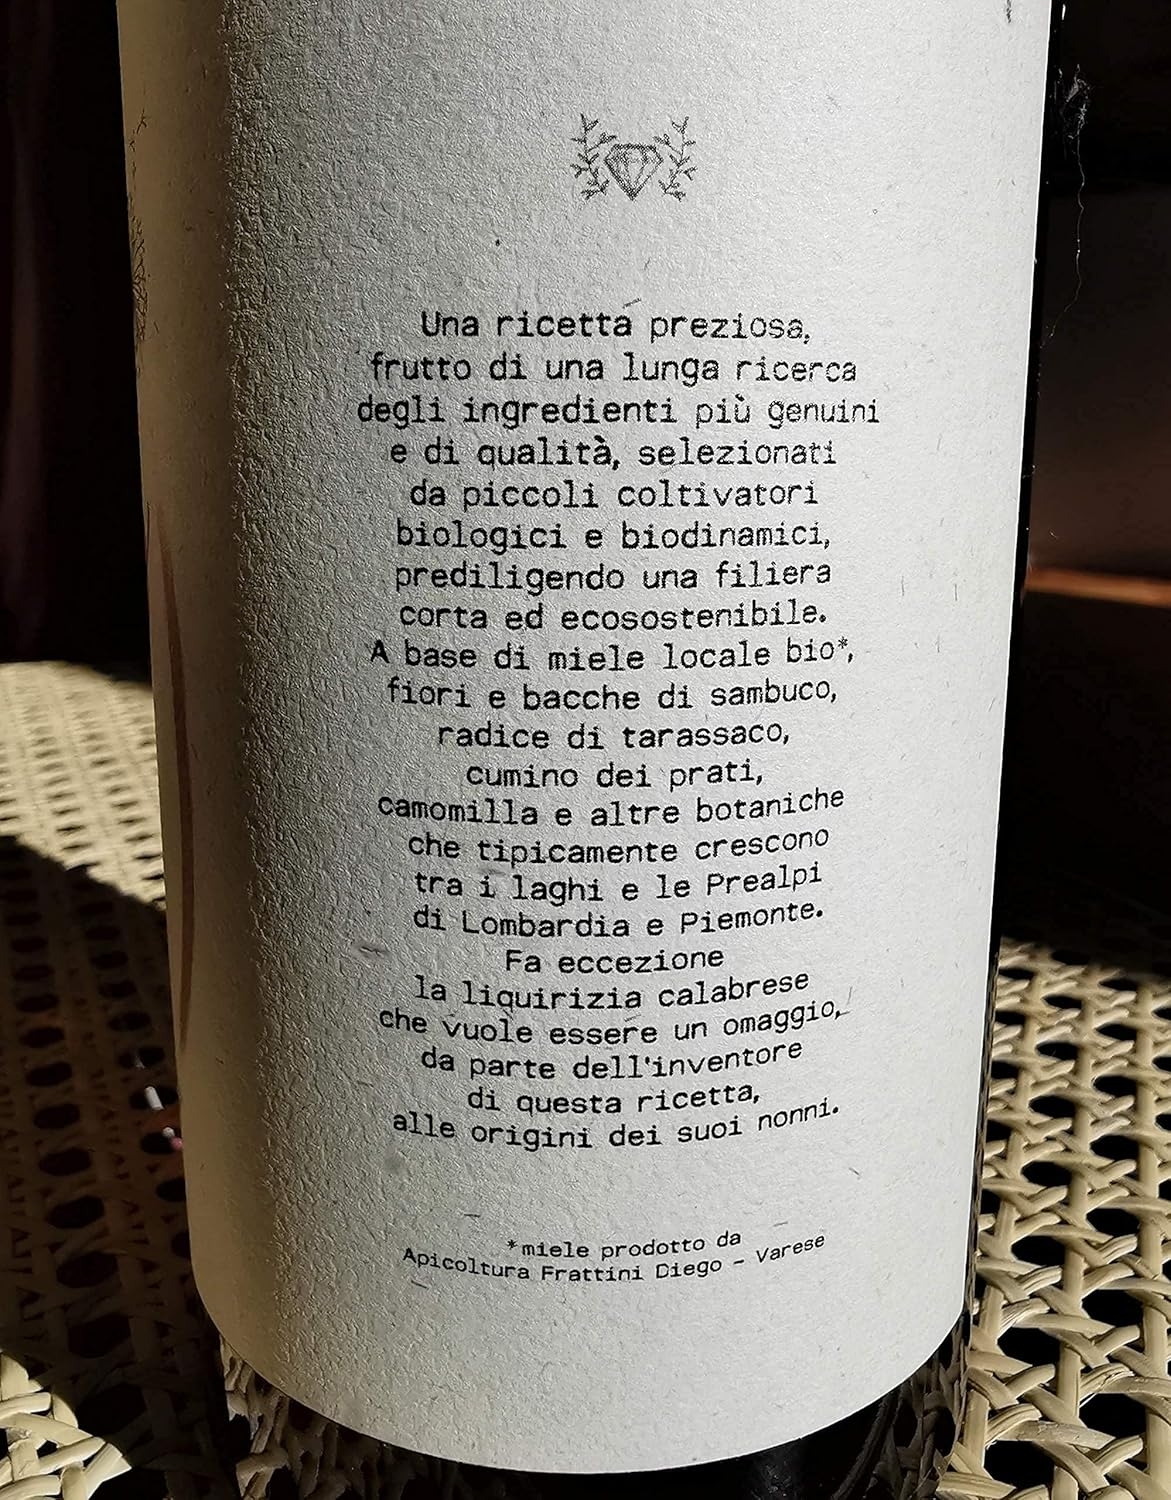 Una ricetta preziosa,
frutto di una lunga ricerca
degli ingredienti più genuini
e di qualità, selezionati
da piccoli coltivatori
biologici e biodinamici,
prediligendo una filiera
corta ed ecosostenibile.
A base di miele locale bio*,
fiori e bacche di sambuco,
radice di tarassaco,
cumino dei prati,
camomilla e altre botaniche
che tipicamente crescono
tra i laghi e le Prealpi
di Lombardia e Piemonte.
Fa eccezione
la liquirizia calabrese
che vuole essere un omaggio,
da parte dell'inventore
di questa ricetta,
alle origini dei suoi nonni.
*miele prodotto da
Apicoltura Frattini Diego - Varese